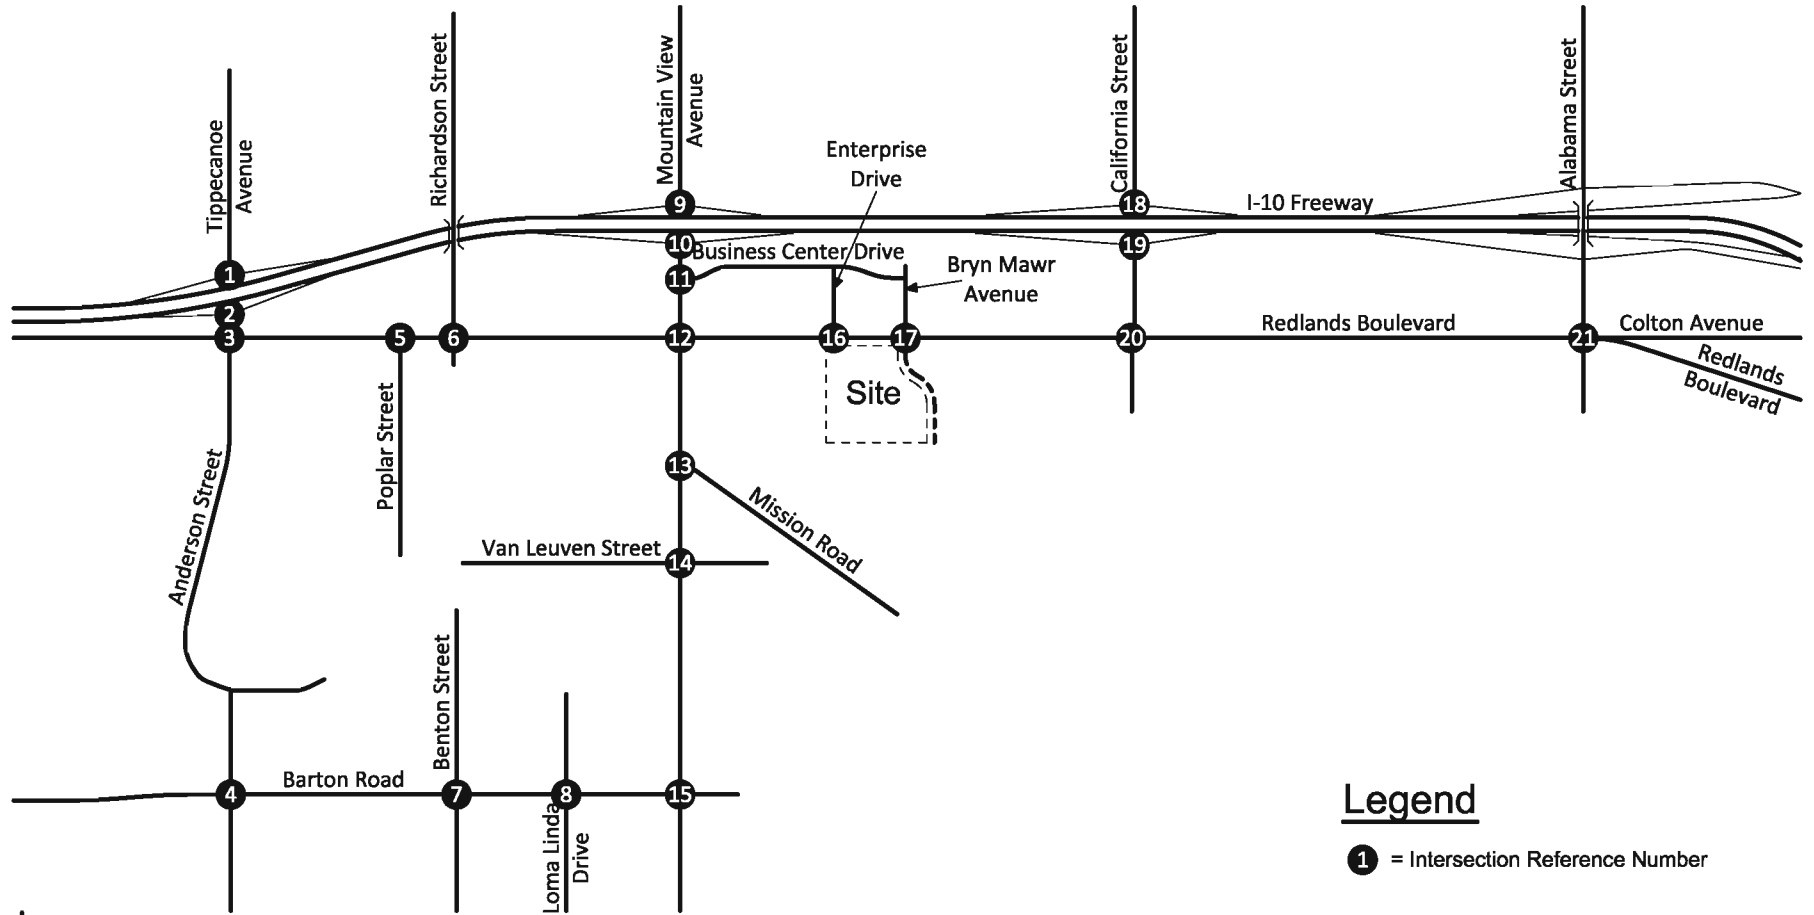 Tippecanoe
Avenue
Richardson Street
Mountain View
Avenue
Enterprise
Drive
California Street
Alabama Street
I-10 Freeway
9
18
10
19
Business Center Drive
1
11
Bryn Mawr
Avenue
2
3
5
6
12
16
17
20
Redlands Boulevard
21
Colton Avenue
Redlands
Boulevard
Site
Poplar Street
Anderson Street
13
Mission Road
Van Leuven Street
14
Benton Street
Barton Road
4
7
8
15
Loma Linda
Drive
Legend
1 = Intersection Reference Number